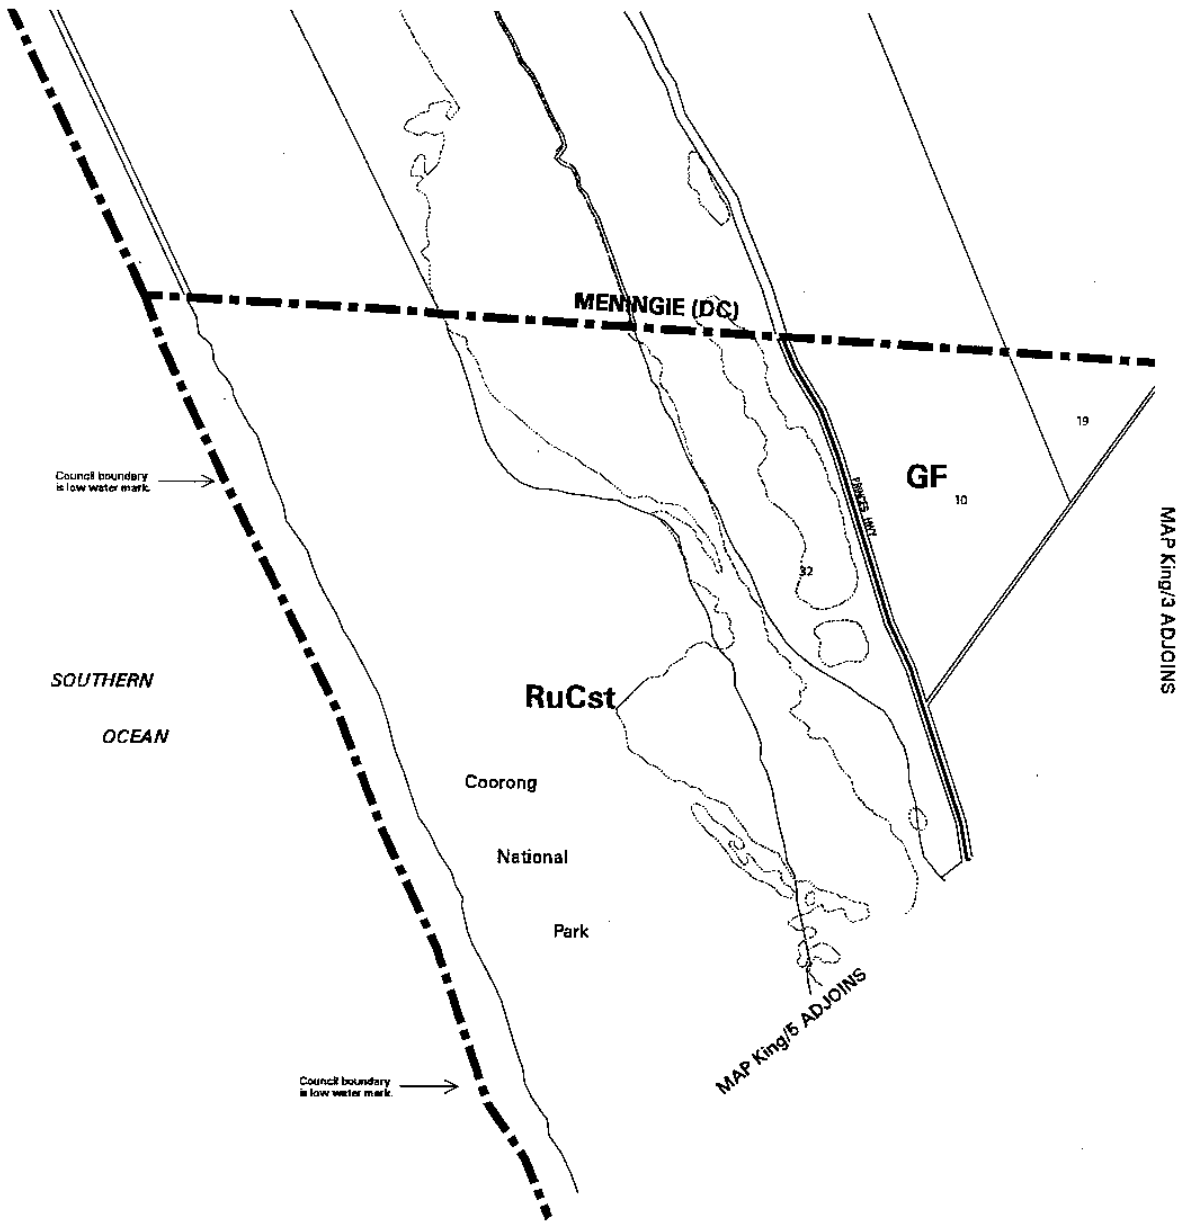 MENINGIE (DC)
19
Council boundary
is low water mark.
GF
10
PRINCES HWY
MAP King/3 ADJOINS
32
SOUTHERN
OCEAN
RuCst
Coorong
National
Park
MAP King/5 ADJOINS
Council boundary
is low water mark.